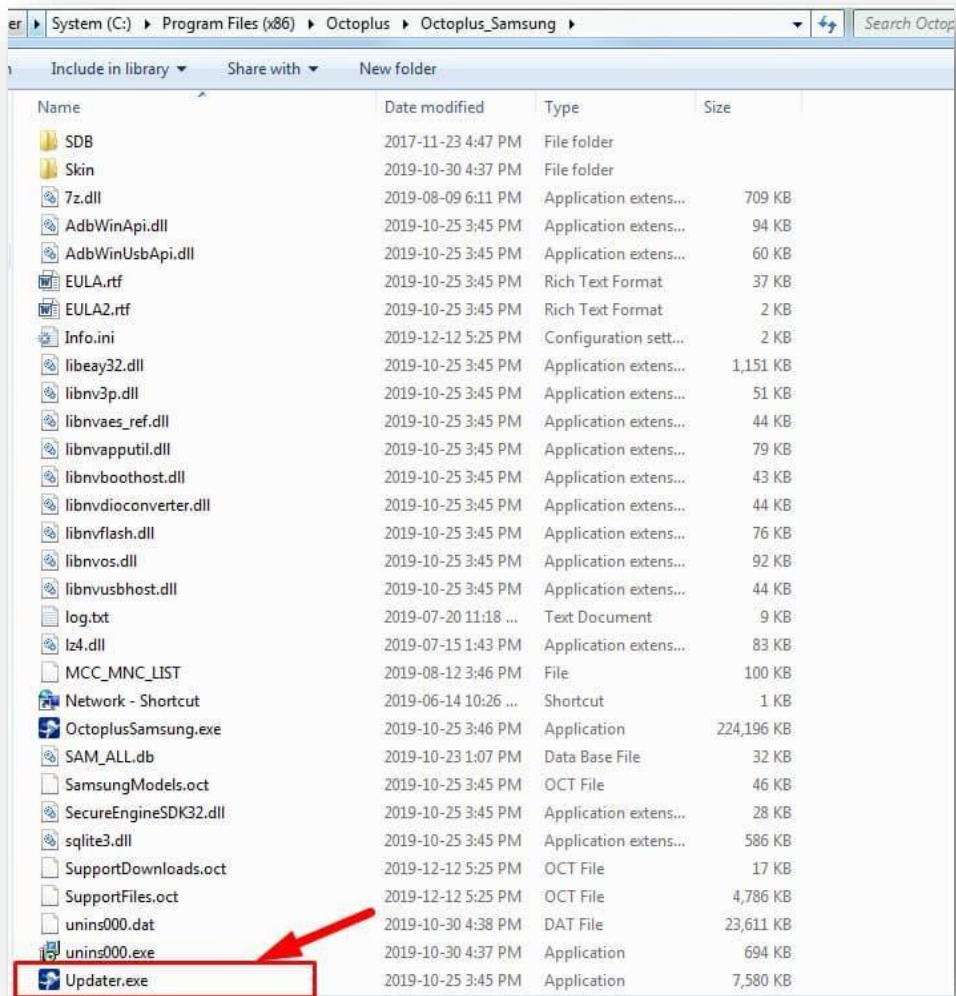 er System (C:) Program Files (x86) Octoplus Octoplus_Samsung Search Octop
Include in library Share with New folder
Name Date modified Type Size
SDB 2017-11-23 4:47 PM File folder
Skin 2019-10-30 4:37 PM File folder
7z.dll 2019-08-09 6:11 PM Application extens... 709 KB
AdbWinApi.dll 2019-10-25 3:45 PM Application extens... 94 KB
AdbWinUsbApi.dll 2019-10-25 3:45 PM Application extens... 60 KB
EULA.rtf 2019-10-25 3:45 PM Rich Text Format 37 KB
EULA2.rtf 2019-10-25 3:45 PM Rich Text Format 2 KB
Info.ini 2019-12-12 5:25 PM Configuration sett... 2 KB
libeay32.dll 2019-10-25 3:45 PM Application extens... 1,151 KB
libnv3p.dll 2019-10-25 3:45 PM Application extens... 51 KB
libnvaes_ref.dll 2019-10-25 3:45 PM Application extens... 44 KB
libnvapputil.dll 2019-10-25 3:45 PM Application extens... 79 KB
libnvboothost.dll 2019-10-25 3:45 PM Application extens... 43 KB
libnvdioconverter.dll 2019-10-25 3:45 PM Application extens... 44 KB
libnvflash.dll 2019-10-25 3:45 PM Application extens... 76 KB
libnvos.dll 2019-10-25 3:45 PM Application extens... 92 KB
libnvusbhost.dll 2019-10-25 3:45 PM Application extens... 44 KB
log.txt 2019-07-20 11:18 ... Text Document 9 KB
lz4.dll 2019-07-15 1:43 PM Application extens... 83 KB
MCC_MNC_LIST 2019-08-12 3:46 PM File 100 KB
Network - Shortcut 2019-06-14 10:26 ... Shortcut 1 KB
OctoplusSamsung.exe 2019-10-25 3:46 PM Application 224,196 KB
SAM_ALL.db 2019-10-23 1:07 PM Data Base File 32 KB
SamsungModels.oct 2019-10-25 3:45 PM OCT File 46 KB
SecureEngineSDK32.dll 2019-10-25 3:45 PM Application extens... 28 KB
sqlite3.dll 2019-10-25 3:45 PM Application extens... 586 KB
SupportDownloads.oct 2019-12-12 5:25 PM OCT File 17 KB
SupportFiles.oct 2019-12-12 5:25 PM OCT File 4,786 KB
unins000.dat 2019-10-30 4:38 PM DAT File 23,611 KB
unins000.exe 2019-10-30 4:37 PM Application 694 KB
Updater.exe 2019-10-25 3:45 PM Application 7,580 KB